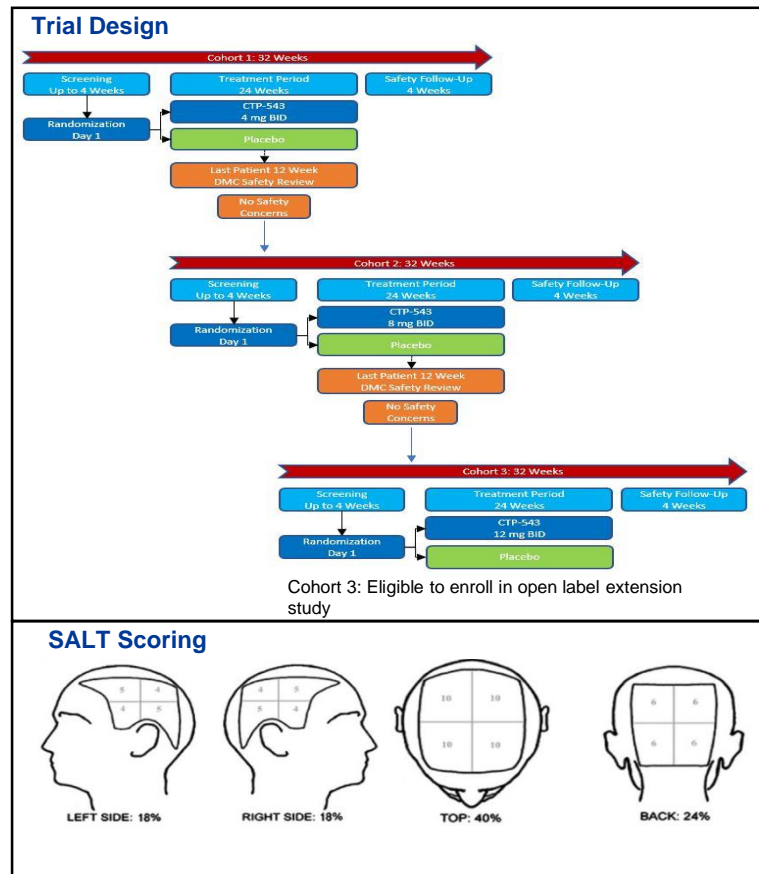 Trial Design
Cohort 1: 32 Weeks
Screening
Up to 4 Weeks
Treatment Period
24 Weeks
Safety Follow-Up
4 Weeks
Randomization
Day 1
CTP-543
4 mg BID
Placebo
Last Patient 12 Week
DMC Safety Review
No Safety
Concerns
Cohort 2: 32 Weeks
Screening
Up to 4 Weeks
Treatment Period
24 Weeks
Safety Follow-Up
4 Weeks
Randomization
Day 1
CTP-543
8 mg BID
Placebo
Last Patient 12 Week
DMC Safety Review
No Safety
Concerns
Cohort 3: 32 Weeks
Screening
Up to 4 Weeks
Treatment Period
24 Weeks
Safety Follow-Up
4 Weeks
Randomization
Day 1
CTP-543
12 mg BID
Placebo
Cohort 3: Eligible to enroll in open label extension
study
SALT Scoring
5 4
4 5
LEFT SIDE: 18%
4 5
5 4
RIGHT SIDE: 18%
10 10
10 10
TOP: 40%
6 6
6 6
BACK: 24%